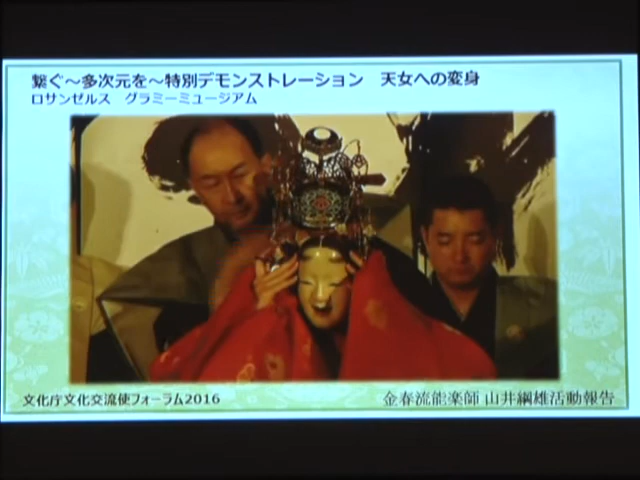 繋ぐ～多次元を～特別デモンストレーション　天女への変身
ロサンゼルス　グラミーミュージアム
文化庁文化交流使フォーラム2016
金春流能楽師 山井綱雄活動報告